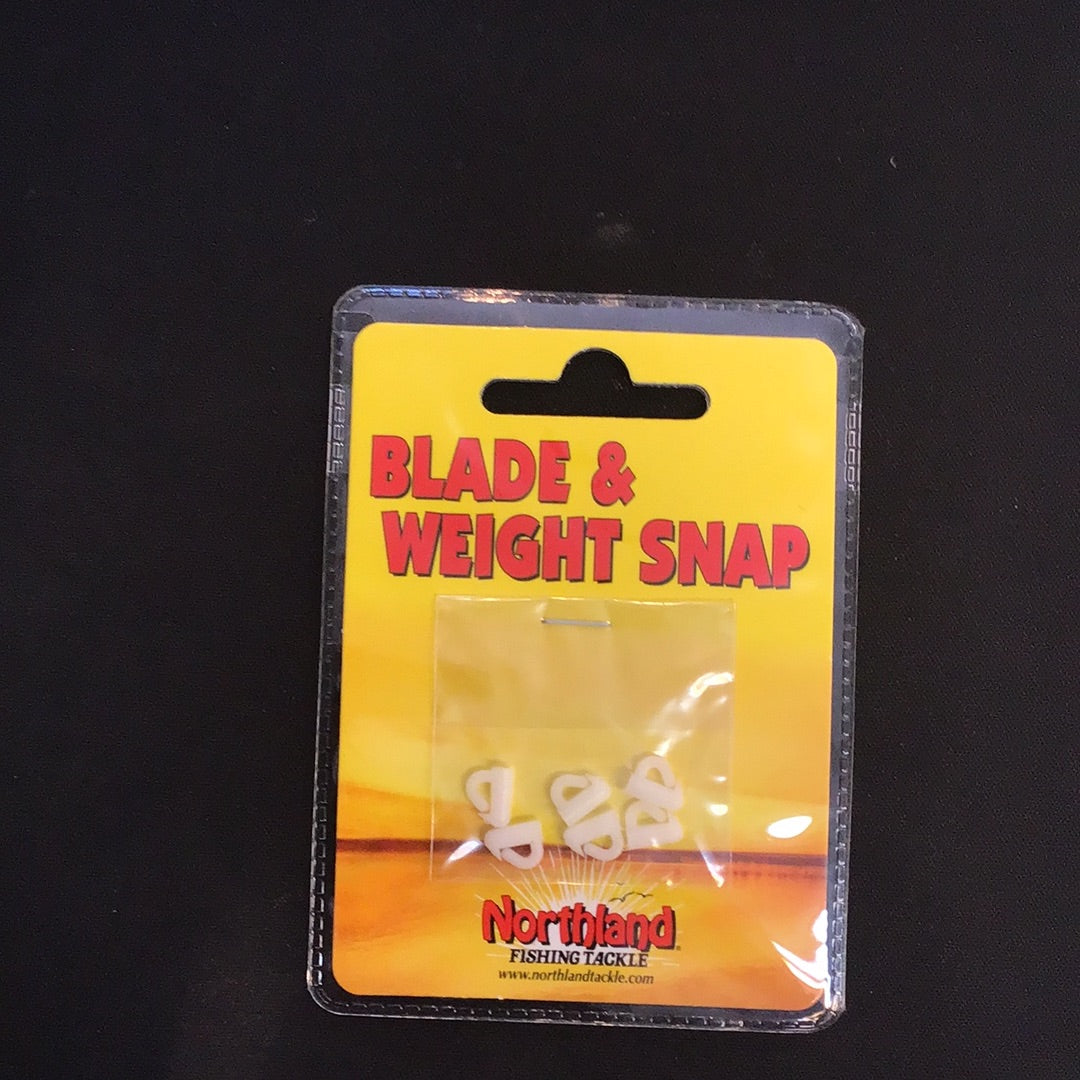 BLADE &
WEIGHT SNAP
Northland®
FISHING TACKLE
www.northlandtackle.com